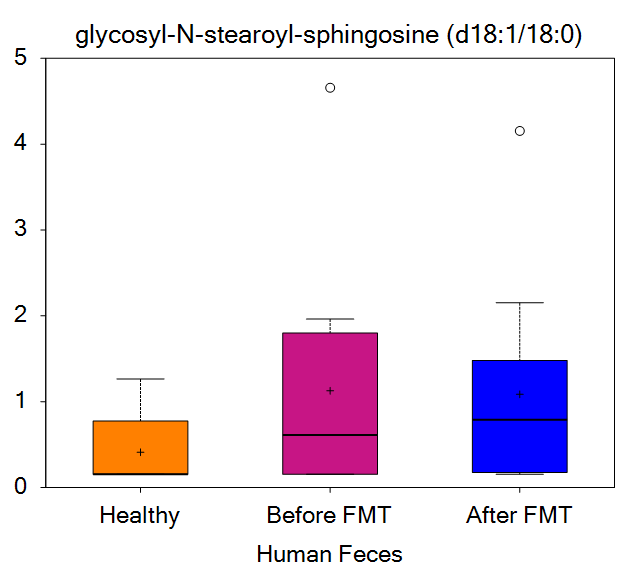 glycosyl-N-stearoyl-sphingosine (d18:1/18:0)
5
4
3
2
1
0
Healthy Before FMT After FMT
Human Feces